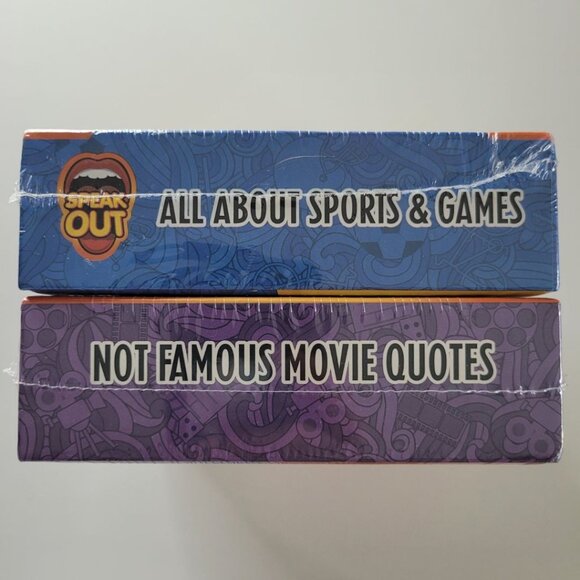 SPEAK
OUT
ALL ABOUT SPORTS & GAMES
NOT FAMOUS MOVIE QUOTES